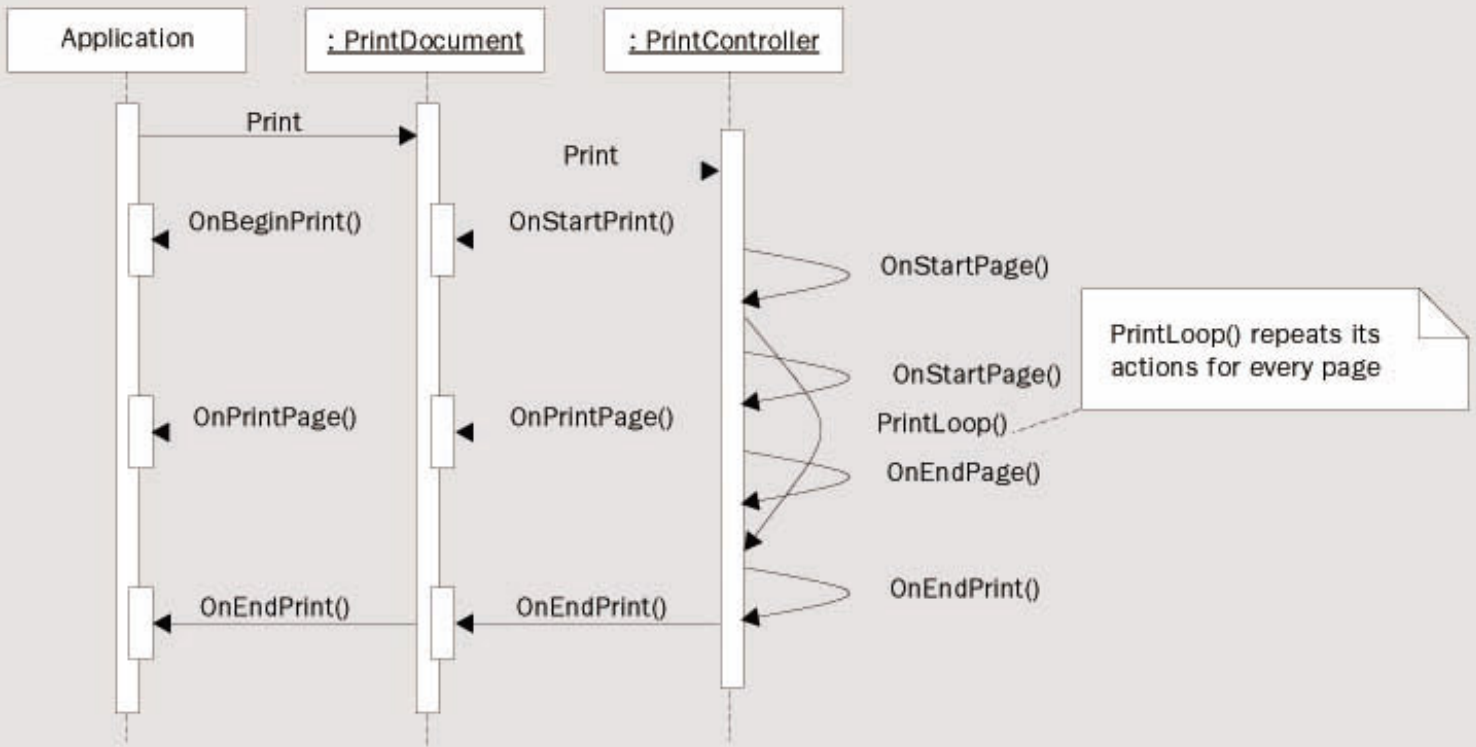 Application
: PrintDocument
: PrintController
Print
Print
OnBeginPrint()
OnStartPrint()
OnStartPage()
PrintLoop() repeats its
actions for every page
OnStartPage()
OnPrintPage()
OnPrintPage()
PrintLoop()
OnEndPage()
OnEndPrint()
OnEndPrint()
OnEndPrint()